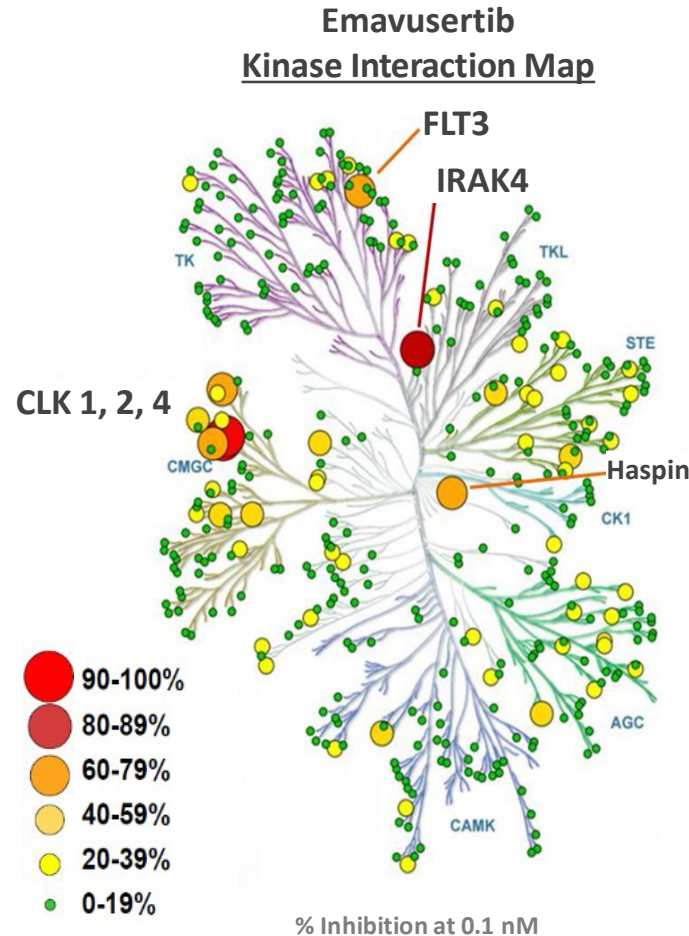 Emavusertib
Kinase Interaction Map
FLT3
IRAK4
TK
TKL
STE
CLK 1, 2, 4
CMGC
Haspin
CK1
AGC
CAMK
90-100%
80-89%
60-79%
40-59%
20-39%
0-19%
% Inhibition at 0.1 nM